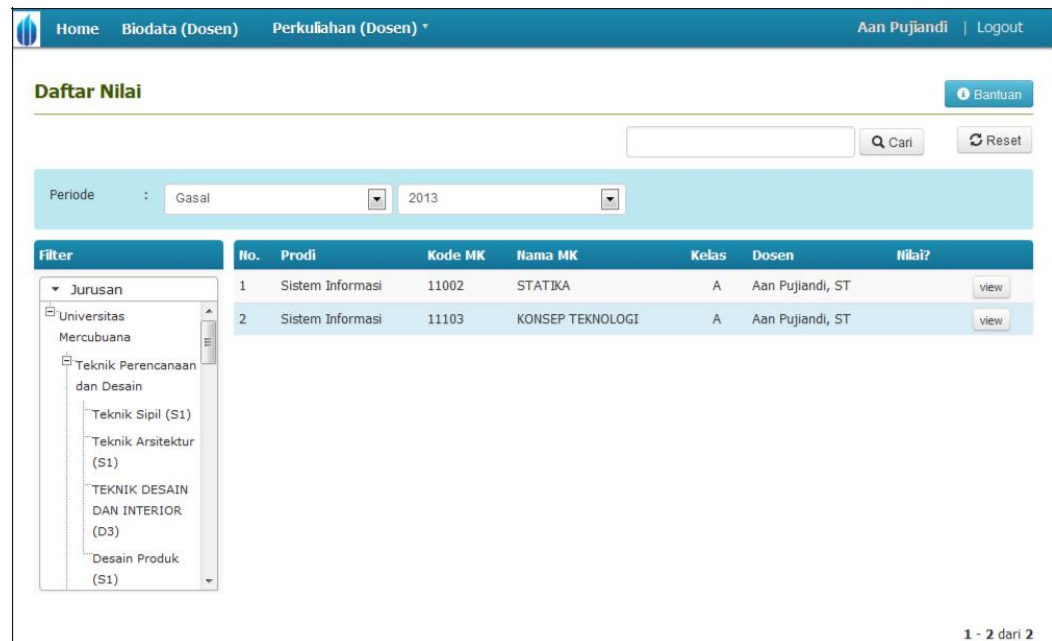 Home Biodata (Dosen) Perkuliahan (Dosen) Aan Pujiandi | Logout
Daftar Nilai
Bantuan
Cari Reset
Periode : Gasal 2013
Filter
Jurusan
Universitas
Mercubuana
Teknik Perencanaan
dan Desain
Teknik Sipil (S1)
Teknik Arsitektur
(S1)
TEKNIK DESAIN
DAN INTERIOR
(D3)
Desain Produk
(S1)
No. Prodi Kode MK Nama MK Kelas Dosen Nilai?
1 Sistem Informasi 11002 STATIKA A Aan Pujiandi, ST view
2 Sistem Informasi 11103 KONSEP TEKNOLOGI A Aan Pujiandi, ST view
1 - 2 dari 2